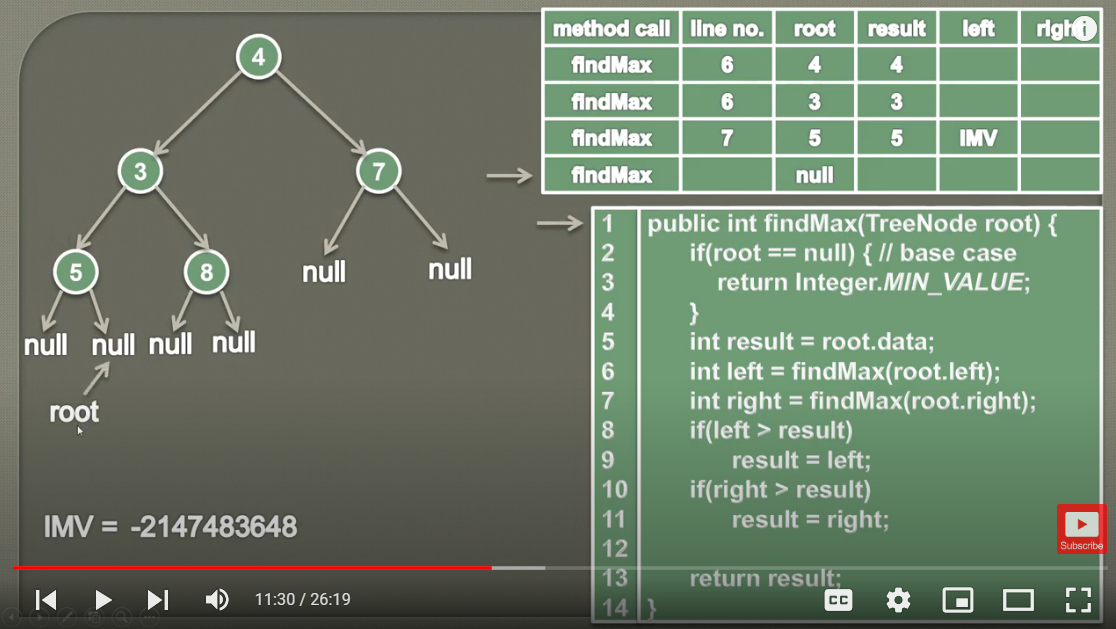 method call line no. root result left righ
findMax 6 4 4
findMax 6 3 3
findMax 7 5 5 IMV
findMax null
4
3 7
5 8 null null
null null null null
root
IMV = -2147483648
1 public int findMax(TreeNode root) {
2 if(root == null) { // base case
3 return Integer.MIN_VALUE;
4 }
5 int result = root.data;
6 int left = findMax(root.left);
7 int right = findMax(root.right);
8 if(left > result)
9 result = left;
10 if(right > result)
11 result = right;
12
13 return result;
14 }
Subscribe
11:30 / 26:19
CC